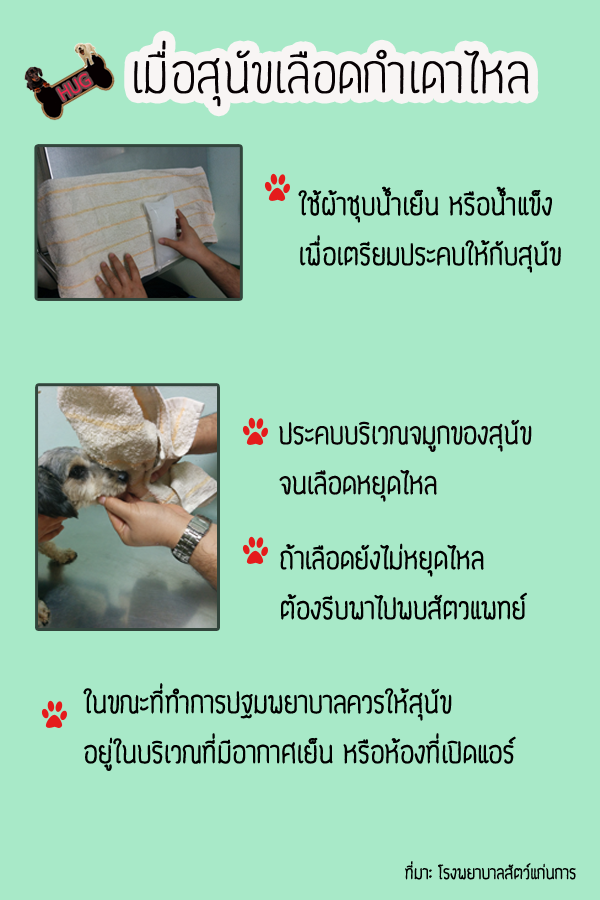 HUG
เมื่อสุนัขเลือดกำเดาไหล
ใช้ผ้าชุบน้ำเย็น หรือน้ำแข็ง
เพื่อเตรียมประคบให้กับสุนัข
ประคบบริเวณจมูกของสุนัข
จนเลือดหยุดไหล
ถ้าเลือดยังไม่หยุดไหล
ต้องรีบพาไปพบสัตวแพทย์
ในขณะที่ทำการปฐมพยาบาลควรให้สุนัข
อยู่ในบริเวณที่มีอากาศเย็น หรือห้องที่เปิดแอร์
ที่มา: โรงพยาบาลสัตว์แก่นการ